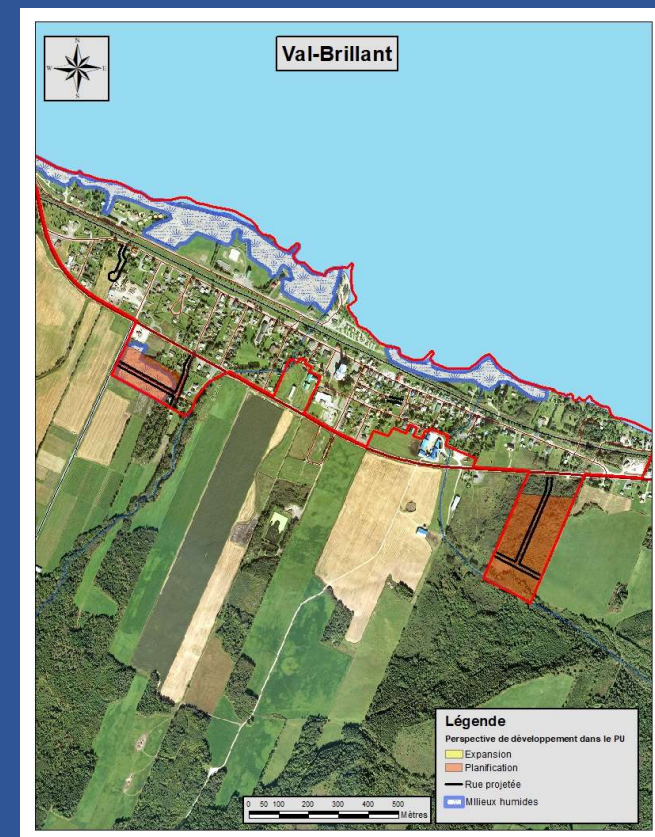 Val-Brillant
N
W E
S
Légende
Perspective de développement dans le PU
Expansion
Planification
Rue projetée
MIlieux humides
0 50 100 200 300 400 500
Mètres